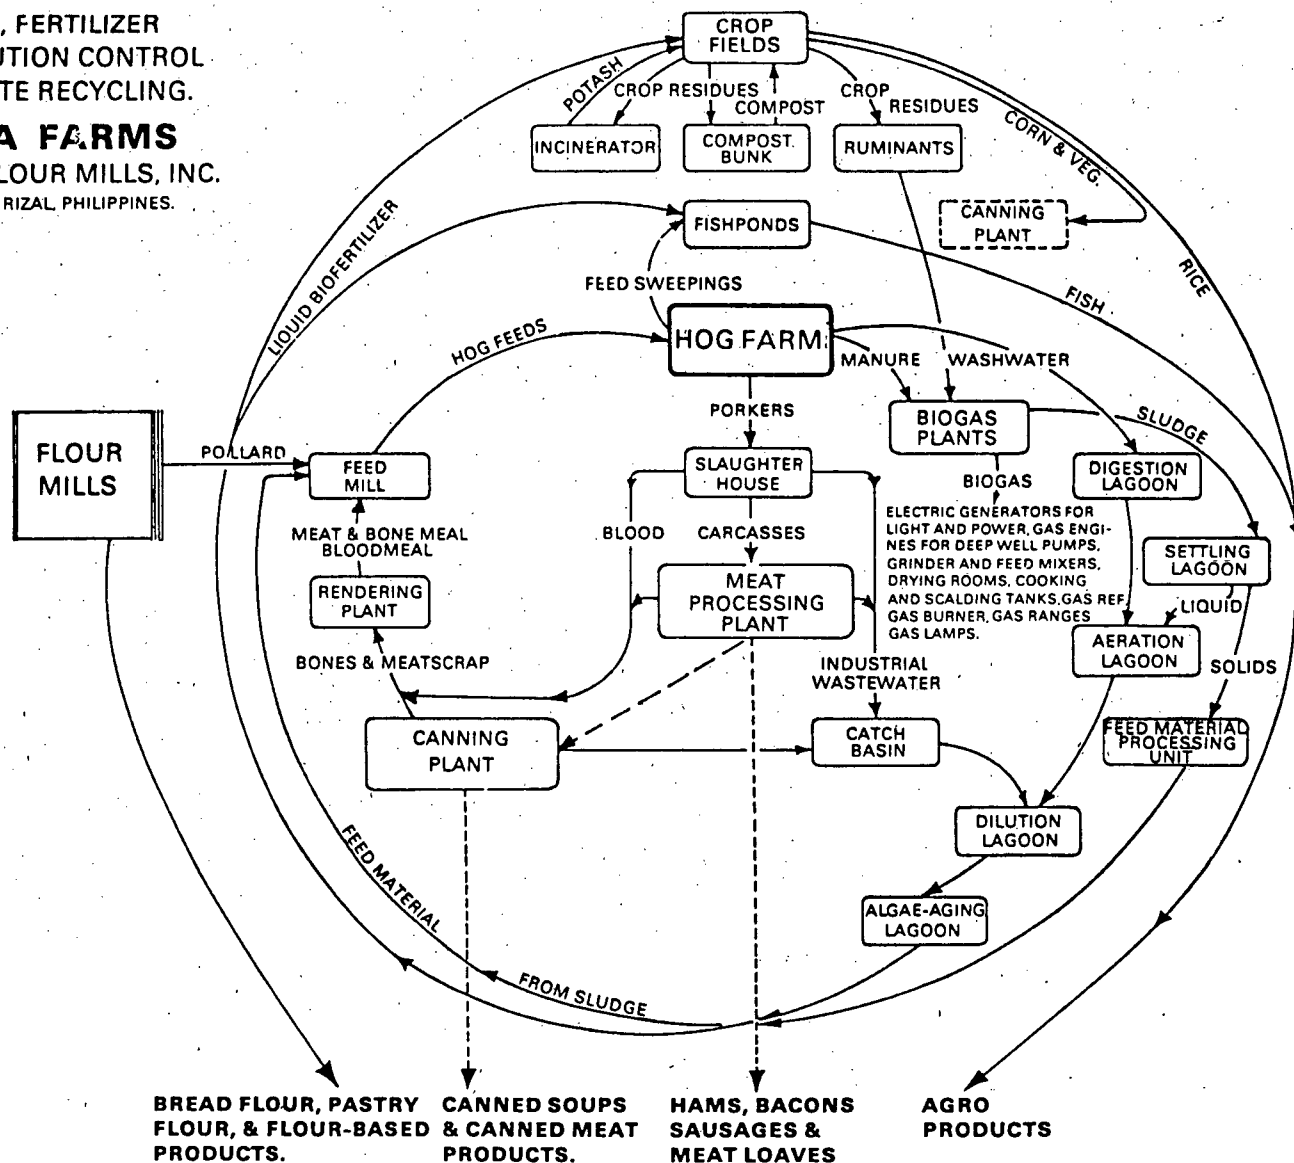 , FERTILIZER
UTION CONTROL
TE RECYCLING.
A FARMS
LOUR MILLS, INC.
RIZAL, PHILIPPINES.
CROP
FIELDS
POTASH
CROP RESIDUES
COMPOST
CROP
RESIDUES
CORN & VEG.
INCINERATOR
COMPOST
BUNK
RUMINANTS
CANNING
PLANT
FISHPONDS
LIQUID BIOFERTILIZER
FEED SWEEPINGS
RICE
FISH
HOG FEEDS
HOG FARM
MANURE
WASHWATER
PORKERS
BIOGAS
PLANTS
SLUDGE
FLOUR
MILLS
POLLARD
FEED
MILL
SLAUGHTER
HOUSE
BIOGAS
DIGESTION
LAGOON
MEAT & BONE MEAL
BLOODMEAL
BLOOD
CARCASSES
ELECTRIC GENERATORS FOR
LIGHT AND POWER, GAS ENGI-
NES FOR DEEP WELL PUMPS,
GRINDER AND FEED MIXERS,
DRYING ROOMS, COOKING
AND SCALDING TANKS, GAS REF,
GAS BURNER, GAS RANGES
GAS LAMPS.
SETTLING
LAGOON
RENDERING
PLANT
MEAT
PROCESSING
PLANT
LIQUID
AERATION
LAGOON
BONES & MEATSCRAP
INDUSTRIAL
WASTEWATER
SOLIDS
CANNING
PLANT
CATCH
BASIN
FEED MATERIAL
PROCESSING
UNIT
DILUTION
LAGOON
FEED MATERIAL
ALGAE-AGING
LAGOON
FROM SLUDGE
BREAD FLOUR, PASTRY
FLOUR, & FLOUR-BASED
PRODUCTS.
CANNED SOUPS
& CANNED MEAT
PRODUCTS.
HAMS, BACONS
SAUSAGES &
MEAT LOAVES
AGRO
PRODUCTS